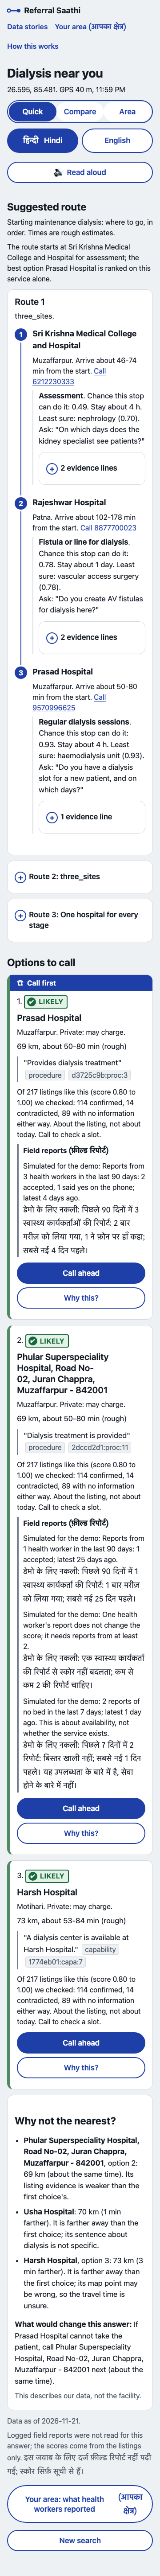 Referral Saathi
Data stories Your area (आपका क्षेत्र)
How this works
Dialysis near you
26.595, 85.481. GPS 40 m, 11:59 PM
Quick Compare Area
हिन्दी Hindi English
Read aloud
Suggested route
Starting maintenance dialysis: where to go, in
order. Times are rough estimates.
The route starts at Sri Krishna Medical
College and Hospital for assessment; the
best option Prasad Hospital is ranked on this
service alone.
Route 1
three_sites.
1 Sri Krishna Medical College
and Hospital
Muzaffarpur. Arrive about 46-74
min from the start. Call
6212230333
Assessment. Chance this stop
can do it: 0.49. Stay about 4 h.
Least sure: nephrology (0.70).
Ask: "On which days does the
kidney specialist see patients?"
2 evidence lines
2 Rajeshwar Hospital
Patna. Arrive about 102-178 min
from the start. Call 8877700023
Fistula or line for dialysis.
Chance this stop can do it:
0.78. Stay about 1 day. Least
sure: vascular access surgery
(0.78).
Ask: "Do you create AV fistulas
for dialysis here?"
2 evidence lines
3 Prasad Hospital
Muzaffarpur. Arrive about 50-80
min from the start. Call
9570996625
Regular dialysis sessions.
Chance this stop can do it:
0.93. Stay about 4 h. Least
sure: haemodialysis unit (0.93).
Ask: "Do you have a dialysis
slot for a new patient, and on
which days?"
1 evidence line
Route 2: three_sites
Route 3: One hospital for every
stage
Options to call
Call first
1. LIKELY
Prasad Hospital
Muzaffarpur. Private: may charge.
69 km, about 50-80 min (rough)
"Provides dialysis treatment"
procedure d3725c9b:proc:3
Of 217 listings like this (score 0.80 to
1.00) we checked: 114 confirmed, 14
contradicted, 89 with no information
either way. About the listing, not about
today. Call to check a slot.
Field reports (फ़ील्ड रिपोर्ट)
Simulated for the demo: Reports from
3 health workers in the last 90 days: 2
accepted, 1 said yes on the phone;
latest 4 days ago.
डेमो के लिए नकली: पिछले 90 दिनों में 3
स्वास्थ्य कार्यकर्ताओं की रिपोर्ट: 2 बार
मरीज़ को लिया गया, 1 ने फ़ोन पर हाँ कहा;
सबसे नई 4 दिन पहले।
Call ahead
Why this?
2. LIKELY
Phular Superspeciality
Hospital, Road No-
02, Juran Chappra,
Muzaffarpur - 842001
Muzaffarpur. Private: may charge.
69 km, about 50-80 min (rough)
"Dialysis treatment is provided"
procedure 2dccd2d1:proc:11
Of 217 listings like this (score 0.80 to
1.00) we checked: 114 confirmed, 14
contradicted, 89 with no information
either way. About the listing, not about
today. Call to check a slot.
Field reports (फ़ील्ड रिपोर्ट)
Simulated for the demo: Reports from
1 health worker in the last 90 days: 1
accepted; latest 25 days ago.
डेमो के लिए नकली: पिछले 90 दिनों में 1
स्वास्थ्य कार्यकर्ता की रिपोर्ट: 1 बार मरीज़
को लिया गया; सबसे नई 25 दिन पहले।
Simulated for the demo: One health
worker's report does not change the
score; it needs reports from at least
2.
डेमो के लिए नकली: एक स्वास्थ्य कार्यकर्ता
की रिपोर्ट से स्कोर नहीं बदलता; कम से
कम 2 की रिपोर्ट चाहिए।
Simulated for the demo: 2 reports of
no bed in the last 7 days; latest 1 day
ago. This is about availability, not
whether the service exists.
डेमो के लिए नकली: पिछले 7 दिनों में 2
रिपोर्ट: बिस्तर खाली नहीं; सबसे नई 1 दिन
पहले। यह उपलब्धता के बारे में है, सेवा
होने के बारे में नहीं।
Call ahead
Why this?
3. LIKELY
Harsh Hospital
Motihari. Private: may charge.
73 km, about 53-84 min (rough)
"A dialysis center is available at
Harsh Hospital." capability
1774eb01:capa:7
Of 217 listings like this (score 0.80 to
1.00) we checked: 114 confirmed, 14
contradicted, 89 with no information
either way. About the listing, not about
today. Call to check a slot.
Call ahead
Why this?
Why not the nearest?
• Phular Superspeciality Hospital,
Road No-02, Juran Chappra,
Muzaffarpur - 842001, option 2:
69 km (about the same time). Its
listing evidence is weaker than the
first choice's.
• Usha Hospital: 70 km (1 min
farther). It is farther away than the
first choice; its sentence about
dialysis is not specific.
• Harsh Hospital, option 3: 73 km (3
min farther). It is farther away than
the first choice; its map point may
be wrong, so the travel time is
unsure.
What would change this answer: If
Prasad Hospital cannot take the
patient, call Phular Superspeciality
Hospital, Road No-02, Juran Chappra,
Muzaffarpur - 842001 next (about the
same time).
This describes our data, not the facility.
Data as of 2026-11-21.
Logged field reports were not read for this
answer; the scores come from the listings
only. इस जवाब के लिए दर्ज फ़ील्ड रिपोर्ट नहीं पढ़ी
गईं; स्कोर सिर्फ़ सूची से हैं।
Your area: what health
workers reported (आपका
क्षेत्र)
New search